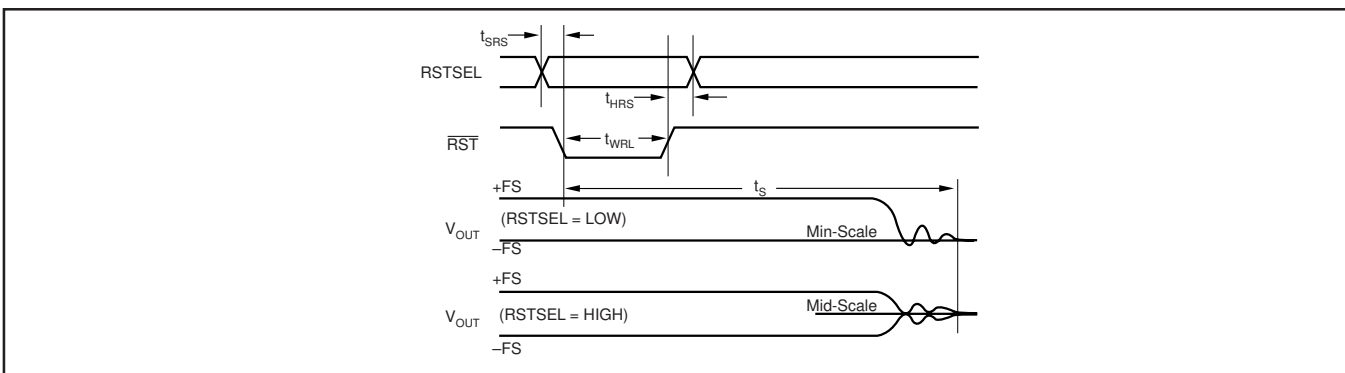 tSRS
RSTSEL
tHRS
RST
tWRL
+FS
tS
(RSTSEL = LOW)
VOUT
Min-Scale
–FS
+FS
Mid-Scale
VOUT
(RSTSEL = HIGH)
–FS